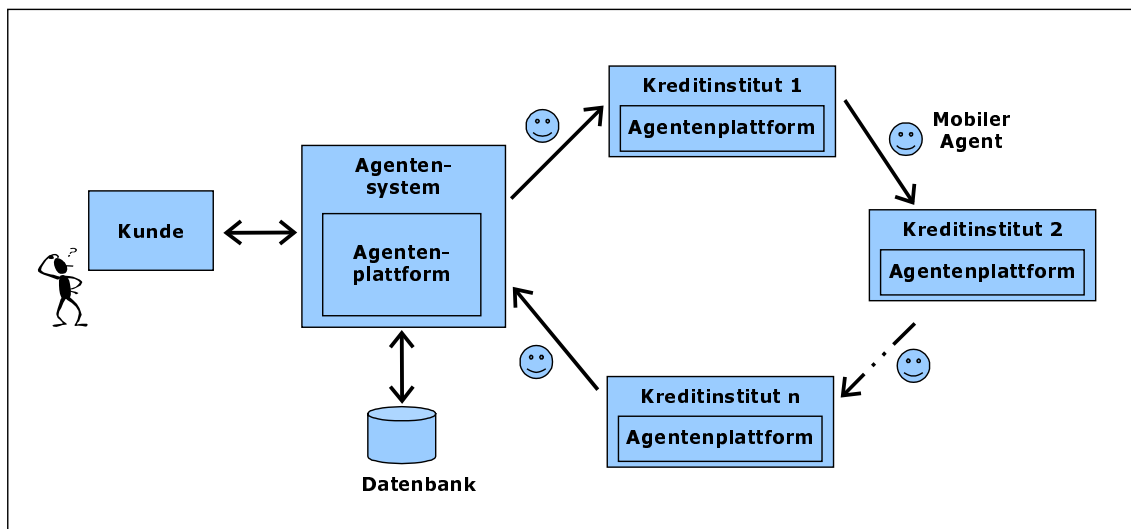 Kunde
?
Agenten-
system
Agenten-
plattform
Datenbank
Kreditinstitut 1
Agentenplattform
Mobiler
Agent
Kreditinstitut 2
Agentenplattform
Kreditinstitut n
Agentenplattform